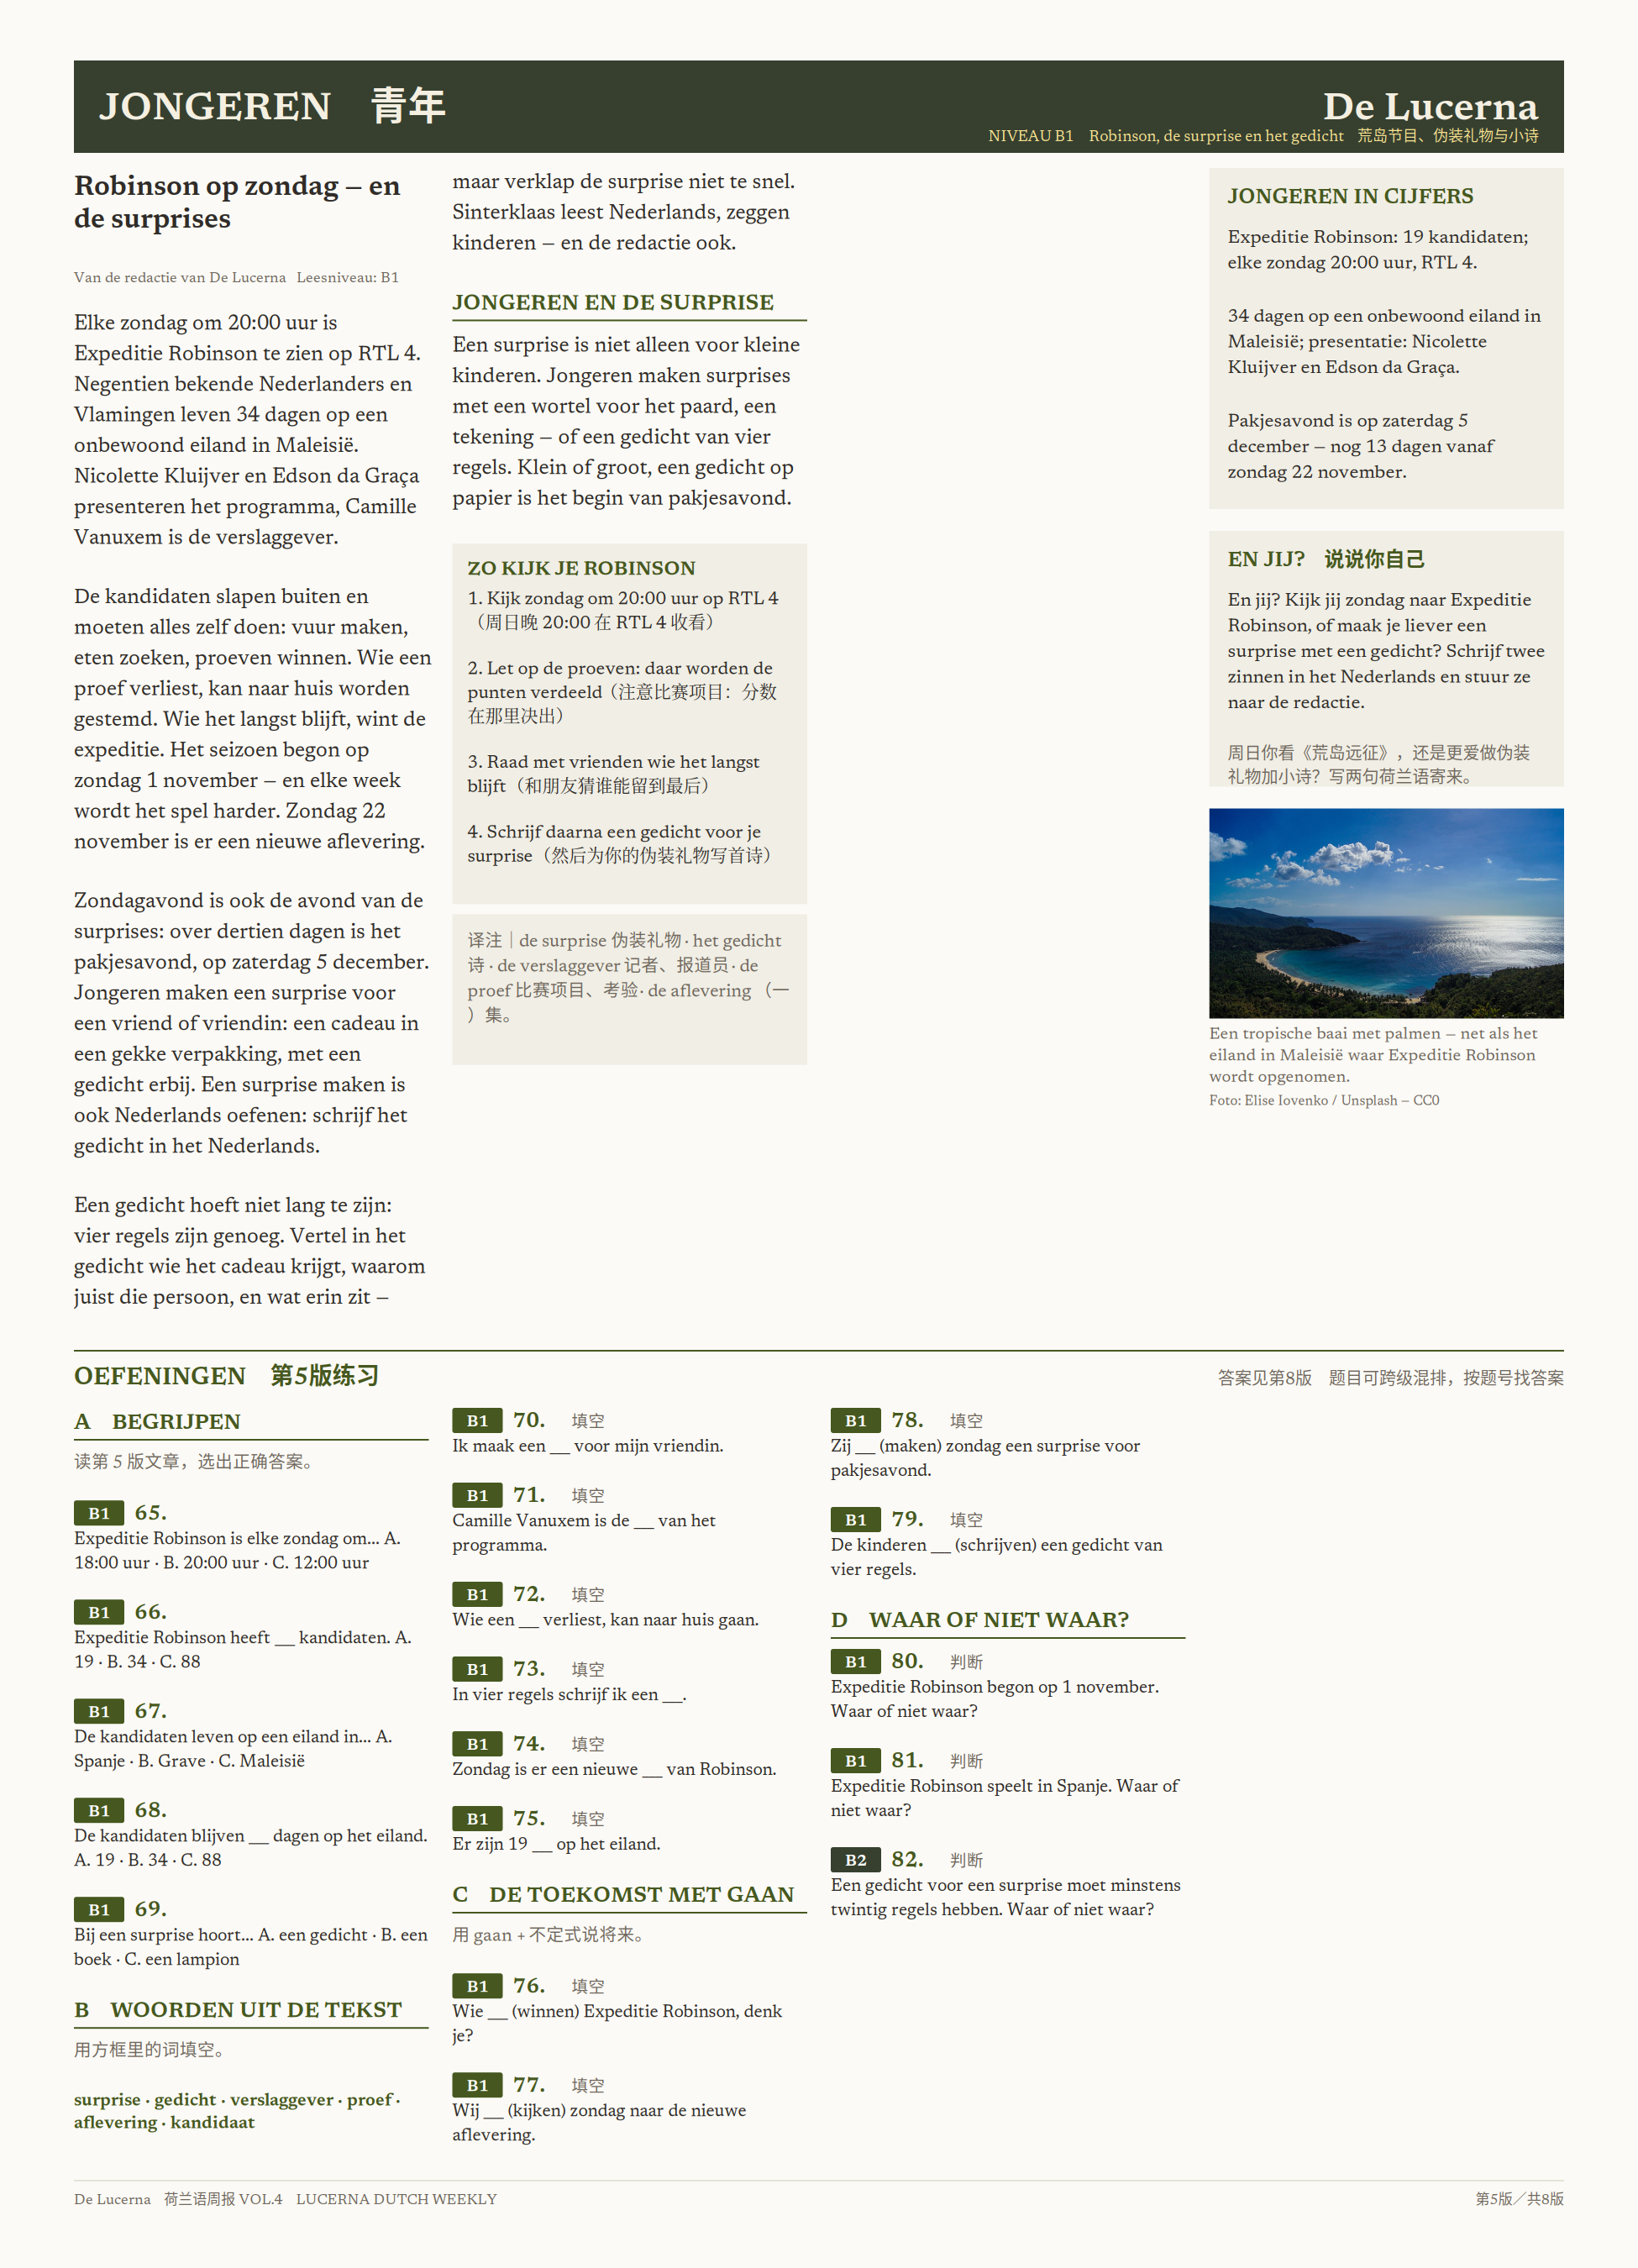 JONGEREN 青年
De Lucerna
NIVEAU B1 Robinson, de surprise en het gedicht 荒岛节目、伪装礼物与小诗
Robinson op zondag – en
de surprises
Van de redactie van De Lucerna Leesniveau: B1
Elke zondag om 20:00 uur is
Expeditie Robinson te zien op RTL 4.
Negentien bekende Nederlanders en
Vlamingen leven 34 dagen op een
onbewoond eiland in Maleisië.
Nicolette Kluijver en Edson da Graça
presenteren het programma, Camille
Vanuxem is de verslaggever.
De kandidaten slapen buiten en
moeten alles zelf doen: vuur maken,
eten zoeken, proeven winnen. Wie een
proef verliest, kan naar huis worden
gestemd. Wie het langst blijft, wint de
expeditie. Het seizoen begon op
zondag 1 november – en elke week
wordt het spel harder. Zondag 22
november is er een nieuwe aflevering.
Zondagavond is ook de avond van de
surprises: over dertien dagen is het
pakjesavond, op zaterdag 5 december.
Jongeren maken een surprise voor
een vriend of vriendin: een cadeau in
een gekke verpakking, met een
gedicht erbij. Een surprise maken is
ook Nederlands oefenen: schrijf het
gedicht in het Nederlands.
Een gedicht hoeft niet lang te zijn:
vier regels zijn genoeg. Vertel in het
gedicht wie het cadeau krijgt, waarom
juist die persoon, en wat erin zit –
maar verklap de surprise niet te snel.
Sinterklaas leest Nederlands, zeggen
kinderen – en de redactie ook.
JONGEREN EN DE SURPRISE
Een surprise is niet alleen voor kleine
kinderen. Jongeren maken surprises
met een wortel voor het paard, een
tekening – of een gedicht van vier
regels. Klein of groot, een gedicht op
papier is het begin van pakjesavond.
ZO KIJK JE ROBINSON
1. Kijk zondag om 20:00 uur op RTL 4
（周日晚 20:00 在 RTL 4 收看）
2. Let op de proeven: daar worden de
punten verdeeld（注意比赛项目：分数
在那里决出）
3. Raad met vrienden wie het langst
blijft（和朋友猜谁能留到最后）
4. Schrijf daarna een gedicht voor je
surprise（然后为你的伪装礼物写首诗）
译注｜de surprise 伪装礼物 · het gedicht
诗 · de verslaggever 记者、报道员 · de
proef 比赛项目、考验 · de aflevering （一
）集。
JONGEREN IN CIJFERS
Expeditie Robinson: 19 kandidaten;
elke zondag 20:00 uur, RTL 4.
34 dagen op een onbewoond eiland in
Maleisië; presentatie: Nicolette
Kluijver en Edson da Graça.
Pakjesavond is op zaterdag 5
december – nog 13 dagen vanaf
zondag 22 november.
EN JIJ? 说说你自己
En jij? Kijk jij zondag naar Expeditie
Robinson, of maak je liever een
surprise met een gedicht? Schrijf twee
zinnen in het Nederlands en stuur ze
naar de redactie.
周日你看《荒岛远征》，还是更爱做伪装
礼物加小诗？写两句荷兰语寄来。
Een tropische baai met palmen – net als het
eiland in Maleisië waar Expeditie Robinson
wordt opgenomen.
Foto: Elise Iovenko / Unsplash – CC0
OEFENINGEN 第5版练习
答案见第8版 题目可跨级混排，按题号找答案
A BEGRIJPEN
读第 5 版文章，选出正确答案。
B1 65.
Expeditie Robinson is elke zondag om... A.
18:00 uur · B. 20:00 uur · C. 12:00 uur
B1 66.
Expeditie Robinson heeft __ kandidaten. A.
19 · B. 34 · C. 88
B1 67.
De kandidaten leven op een eiland in... A.
Spanje · B. Grave · C. Maleisië
B1 68.
De kandidaten blijven __ dagen op het eiland.
A. 19 · B. 34 · C. 88
B1 69.
Bij een surprise hoort... A. een gedicht · B. een
boek · C. een lampion
B WOORDEN UIT DE TEKST
用方框里的词填空。
surprise · gedicht · verslaggever · proef ·
aflevering · kandidaat
B1 70. 填空
Ik maak een __ voor mijn vriendin.
B1 71. 填空
Camille Vanuxem is de __ van het
programma.
B1 72. 填空
Wie een __ verliest, kan naar huis gaan.
B1 73. 填空
In vier regels schrijf ik een __.
B1 74. 填空
Zondag is er een nieuwe __ van Robinson.
B1 75. 填空
Er zijn 19 __ op het eiland.
C DE TOEKOMST MET GAAN
用 gaan + 不定式说将来。
B1 76. 填空
Wie __ (winnen) Expeditie Robinson, denk
je?
B1 77. 填空
Wij __ (kijken) zondag naar de nieuwe
aflevering.
B1 78. 填空
Zij __ (maken) zondag een surprise voor
pakjesavond.
B1 79. 填空
De kinderen __ (schrijven) een gedicht van
vier regels.
D WAAR OF NIET WAAR?
B1 80. 判断
Expeditie Robinson begon op 1 november.
Waar of niet waar?
B1 81. 判断
Expeditie Robinson speelt in Spanje. Waar of
niet waar?
B2 82. 判断
Een gedicht voor een surprise moet minstens
twintig regels hebben. Waar of niet waar?
De Lucerna 荷兰语周报 VOL.4 LUCERNA DUTCH WEEKLY
第5版／共8版